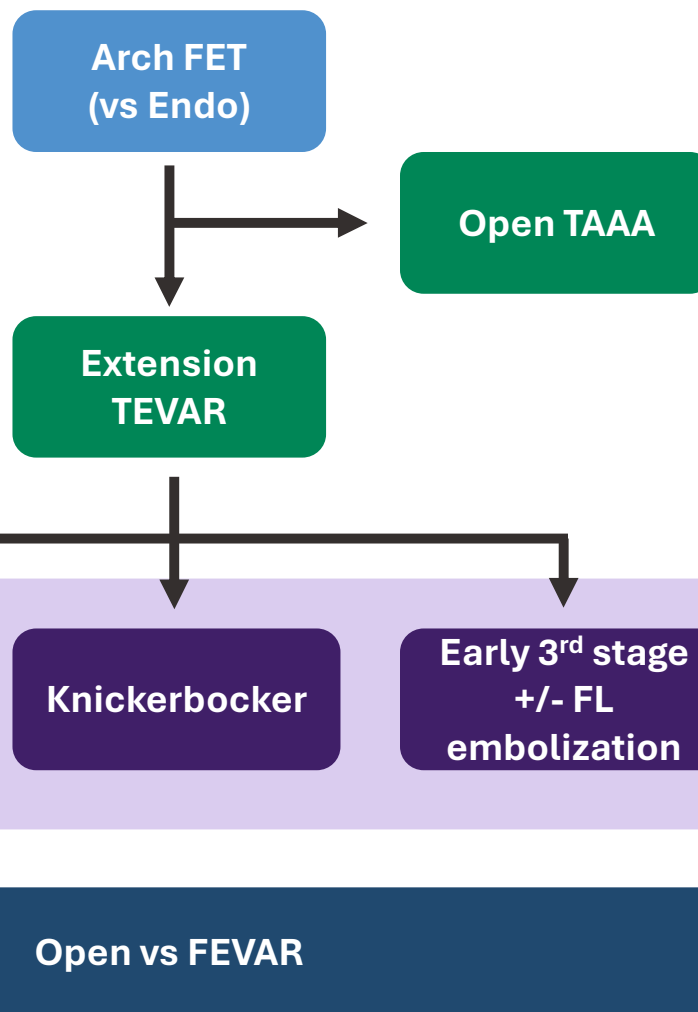 Arch FET
(vs Endo)
Open TAAA
Extension
TEVAR
Knickerbocker
Early 3rd stage
+/- FL
embolization
Open vs FEVAR